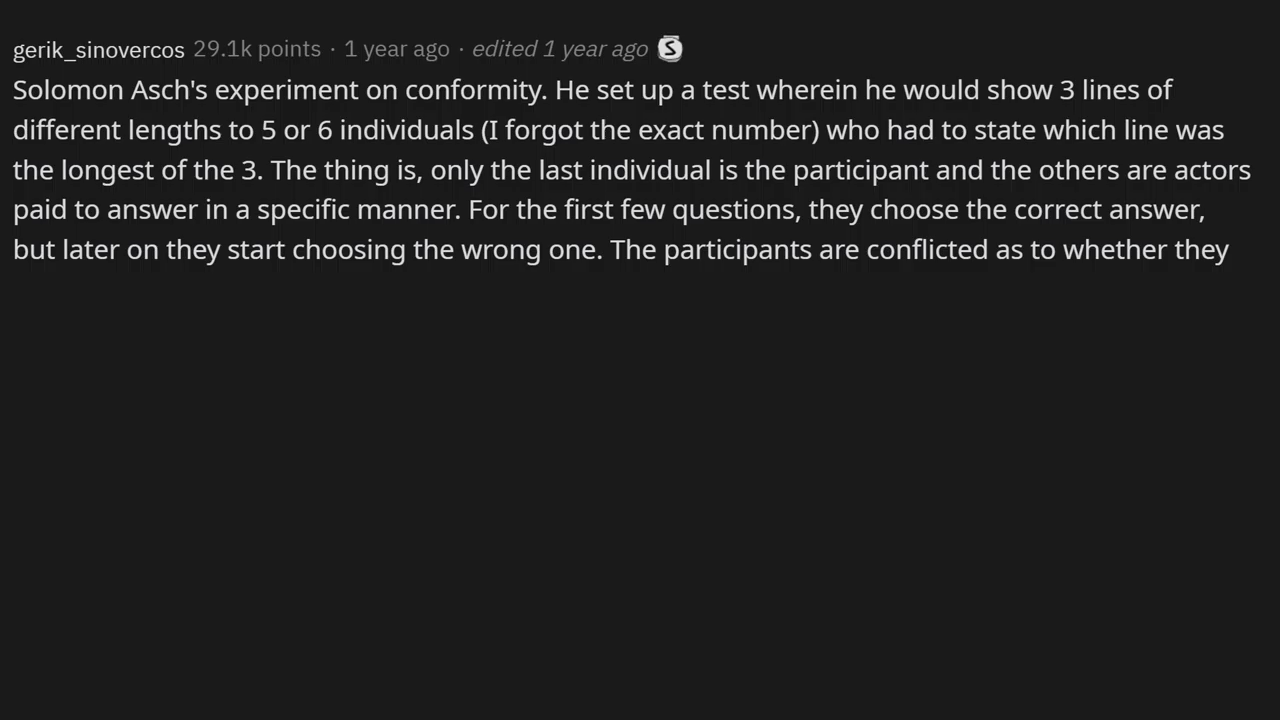 gerik_sinovercos 29.1k points · 1 year ago · edited 1 year ago S
Solomon Asch's experiment on conformity. He set up a test wherein he would show 3 lines of
different lengths to 5 or 6 individuals (I forgot the exact number) who had to state which line was
the longest of the 3. The thing is, only the last individual is the participant and the others are actors
paid to answer in a specific manner. For the first few questions, they choose the correct answer,
but later on they start choosing the wrong one. The participants are conflicted as to whether they